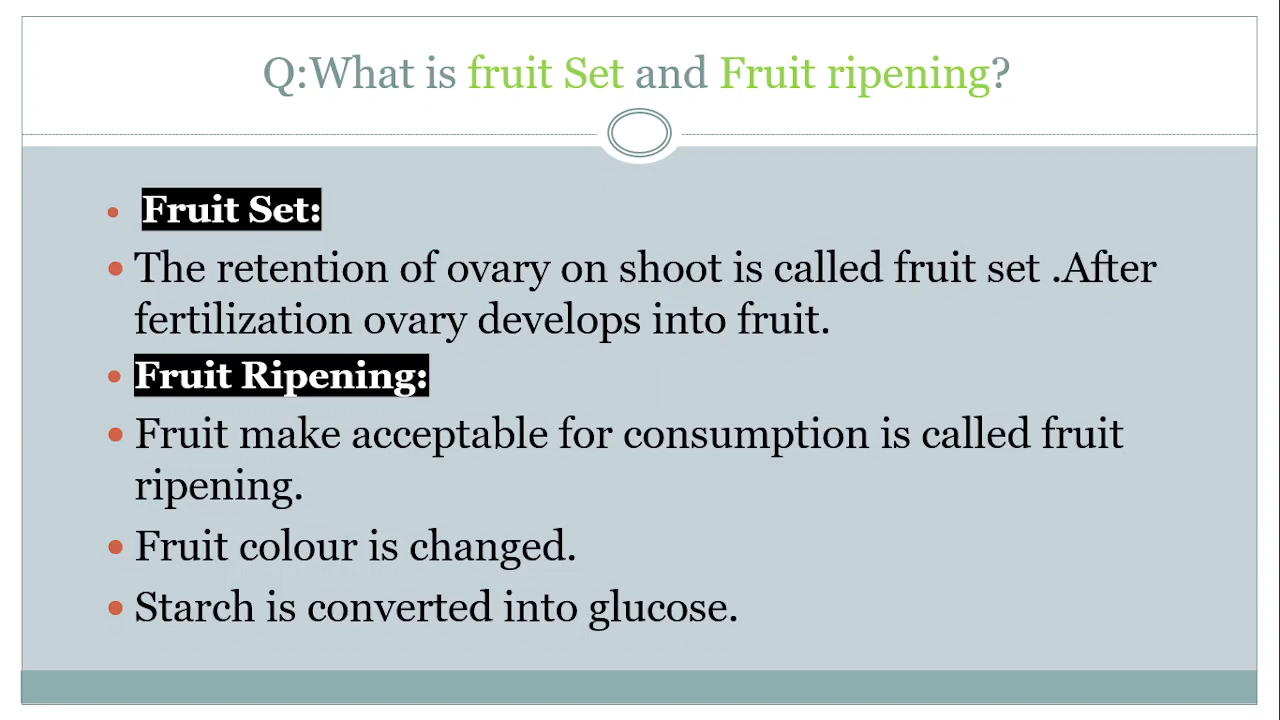 Q:What is fruit Set and Fruit ripening?
• Fruit Set:
• The retention of ovary on shoot is called fruit set .After
fertilization ovary develops into fruit.
• Fruit Ripening:
• Fruit make acceptable for consumption is called fruit
ripening.
• Fruit colour is changed.
• Starch is converted into glucose.